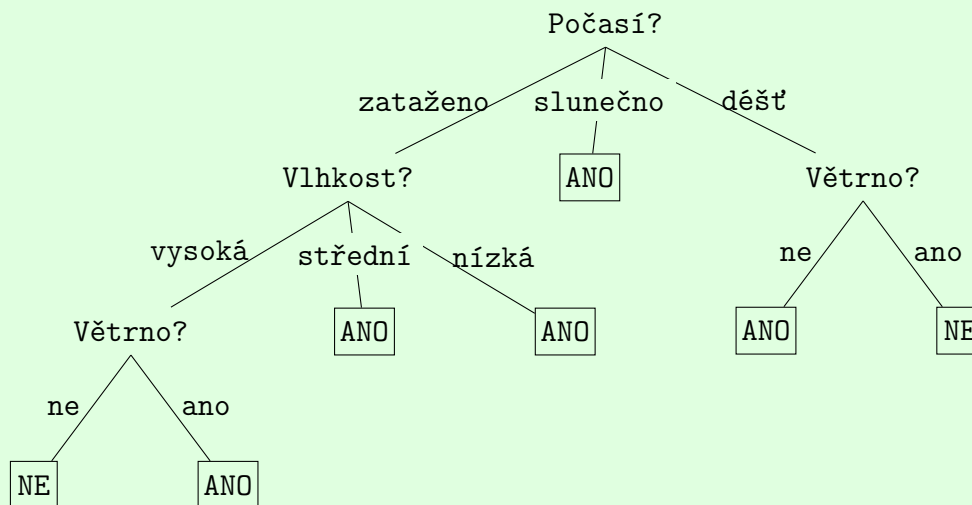 Počasí?
zataženo slunečno déšť
Vlhkost? ANO Větrno?
vysoká střední nízká ne ano
Větrno? ANO ANO ANO NE
ne ano
NE ANO